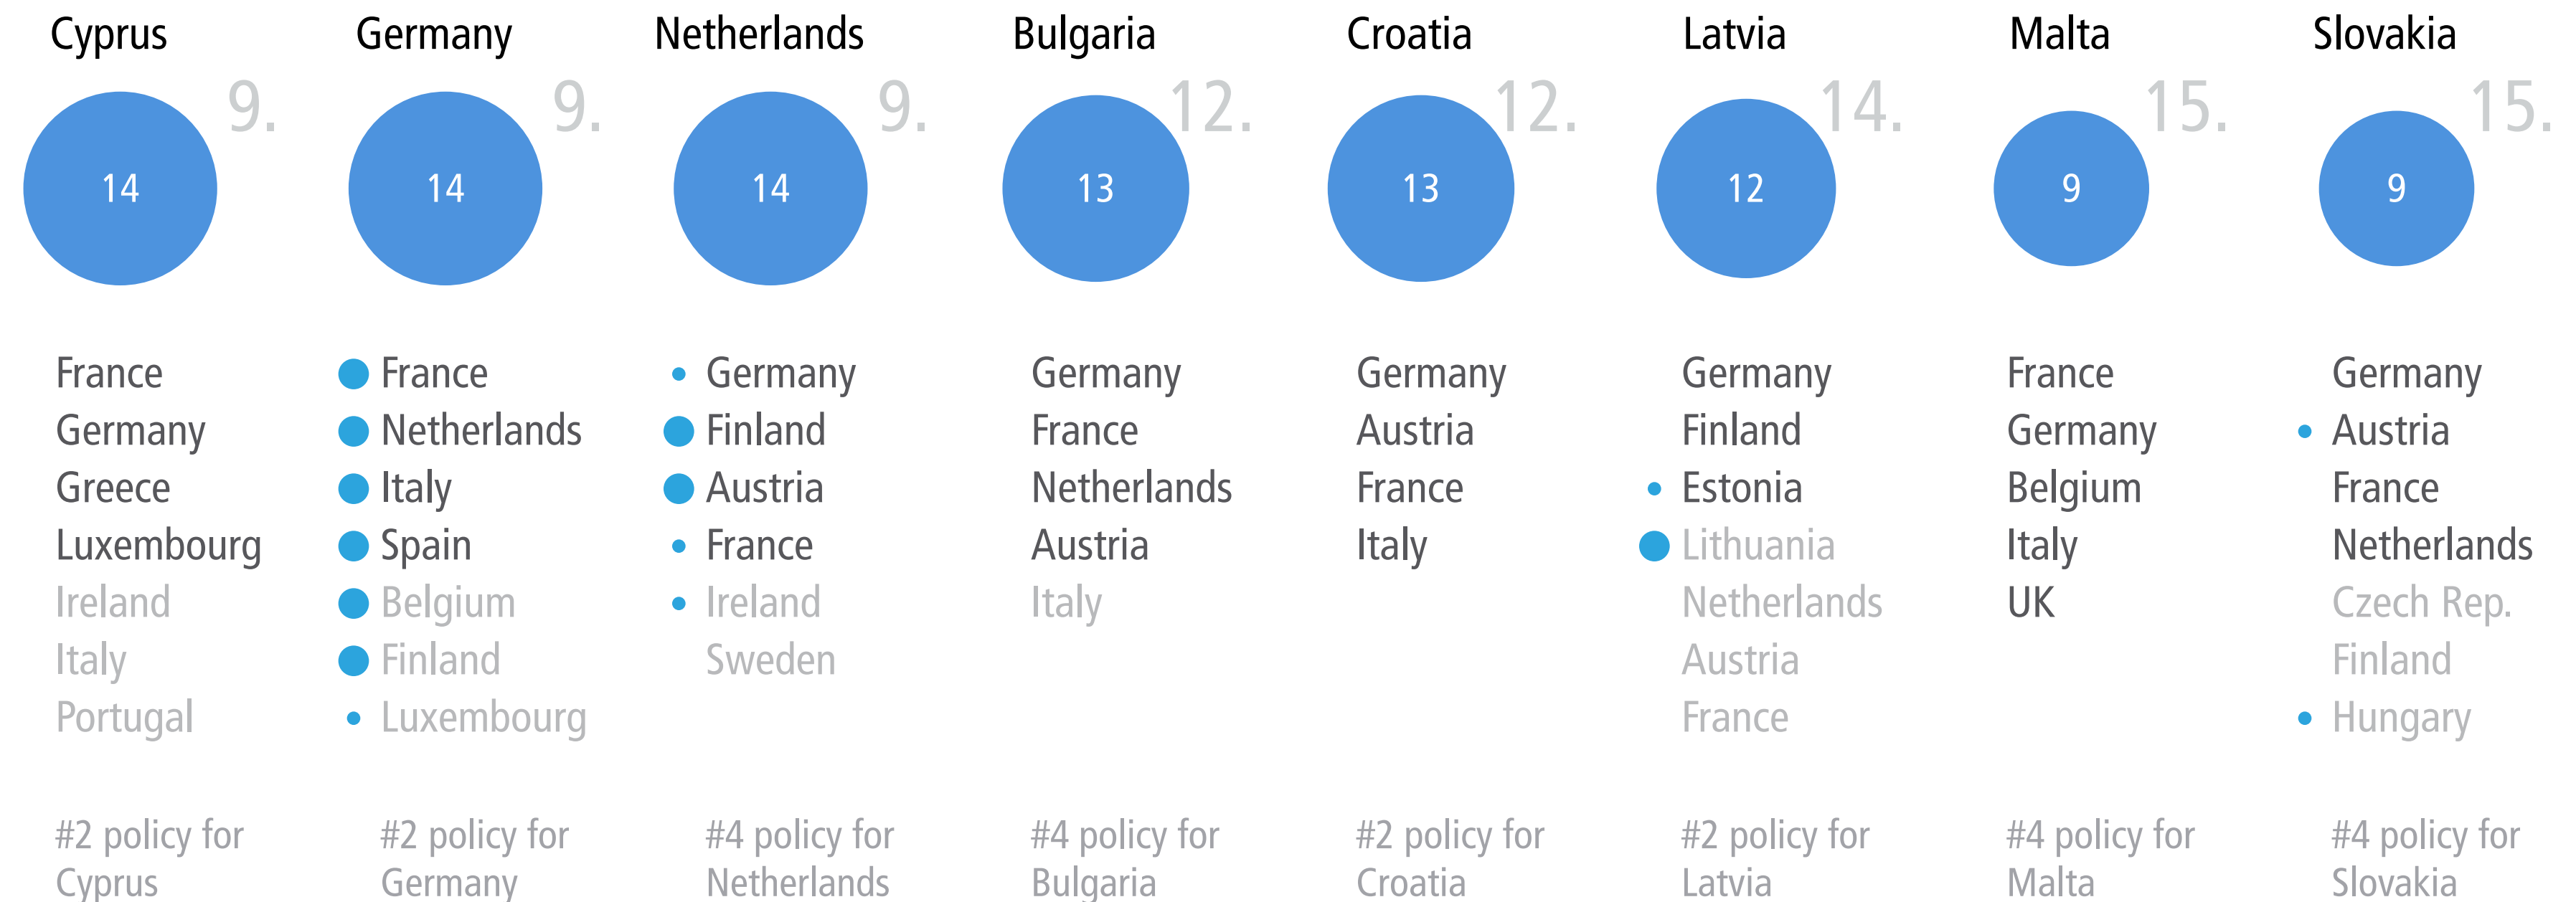 Cyprus
9.
14
France
Germany
Greece
Luxembourg
Ireland
Italy
Portugal
#2 policy for
Cyprus
Germany
9.
14
France
Netherlands
Italy
Spain
Belgium
Finland
Luxembourg
#2 policy for
Germany
Netherlands
9.
14
Germany
Finland
Austria
France
Ireland
Sweden
#4 policy for
Netherlands
Bulgaria
12.
13
Germany
France
Netherlands
Austria
Italy
#4 policy for
Bulgaria
Croatia
12.
13
Germany
Austria
France
Italy
#2 policy for
Croatia
Latvia
14.
12
Germany
Finland
Estonia
Lithuania
Netherlands
Austria
France
#2 policy for
Latvia
Malta
15.
9
France
Germany
Belgium
Italy
UK
#4 policy for
Malta
Slovakia
15.
9
Germany
Austria
France
Netherlands
Czech Rep.
Finland
Hungary
#4 policy for
Slovakia